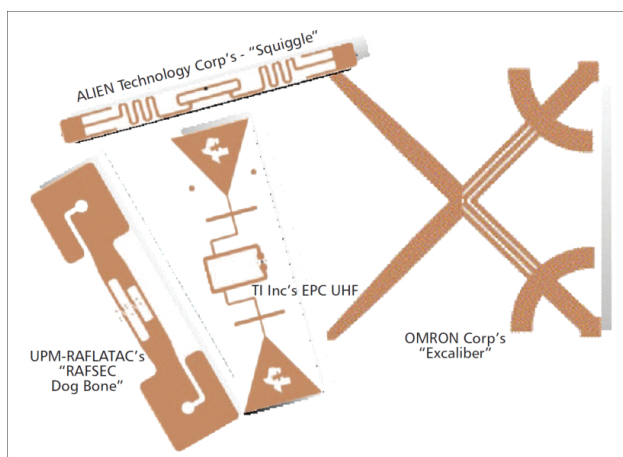 ALIEN Technology Corp's - “Squiggle”
TI Inc's EPC UHF
OMRON Corp's
“Excaliber”
UPM-RAFLATAC's
“RAFSEC
Dog Bone”